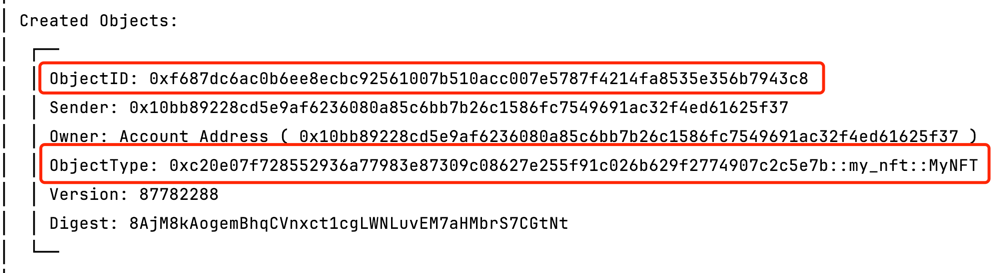 Created Objects:
ObjectID: 0xf687dc6ac0b6ee8ecbc92561007b510acc007e5787f4214fa8535e356b7943c8
Sender: 0x10bb89228cd5e9af6236080a85c6bb7b26c1586fc7549691ac32f4ed61625f37
Owner: Account Address ( 0x10bb89228cd5e9af6236080a85c6bb7b26c1586fc7549691ac32f4ed61625f37 )
ObjectType: 0xc20e07f728552936a77983e87309c08627e255f91c026b629f2774907c2c5e7b::my_nft::MyNFT
Version: 87782288
Digest: 8AjM8kAogemBhqCVnxct1cgLWNLuvEM7aHMbrS7CGtNt